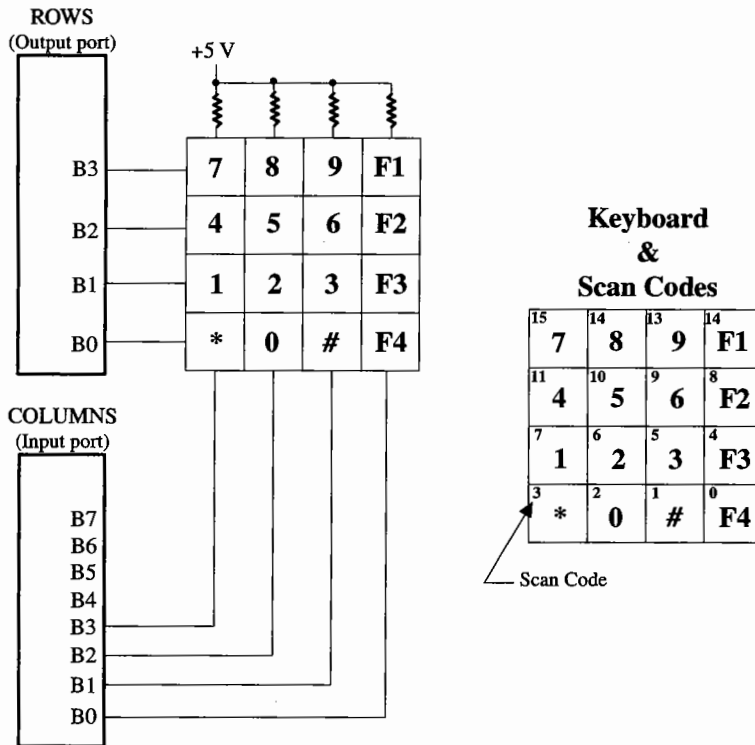 ROWS
(Output port)
+5 V
B3
7 8 9 F1
B2
4 5 6 F2
B1
1 2 3 F3
B0
* 0 # F4
COLUMNS
(Input port)
B7
B6
B5
B4
B3
B2
B1
B0
Keyboard
&
Scan Codes
15 14 13 14
7 8 9 F1
11 10 9 8
4 5 6 F2
7 6 5 4
1 2 3 F3
3 2 1 0
* 0 # F4
Scan Code